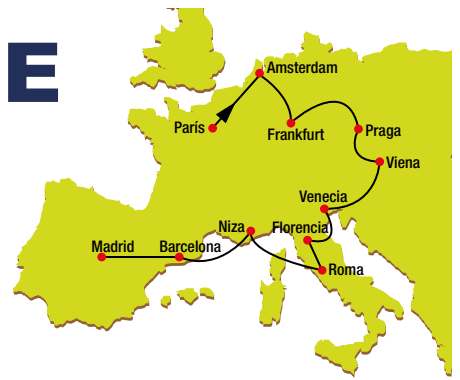 E
Amsterdam
París
Frankfurt
Praga
Viena
Venecia
Niza
Florencia
Madrid
Barcelona
Roma